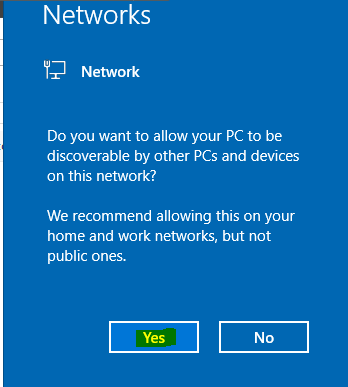 Networks
Network
Do you want to allow your PC to be
discoverable by other PCs and devices
on this network?
We recommend allowing this on your
home and work networks, but not
public ones.
Yes
No